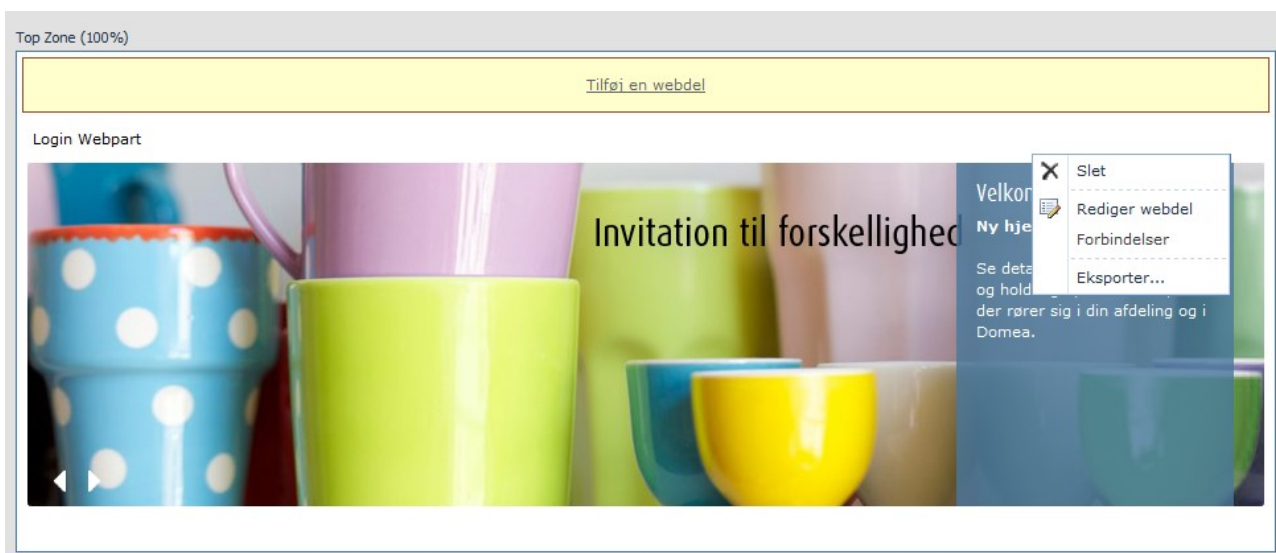 Top Zone (100%)
Tilføj en webdel
Login Webpart
Invitation til forskellighed
Velkor
Ny hje
Se deta
og hold
der rører sig i din afdeling og i
Domea.
Slet
Rediger webdel
Forbindelser
Eksporter...